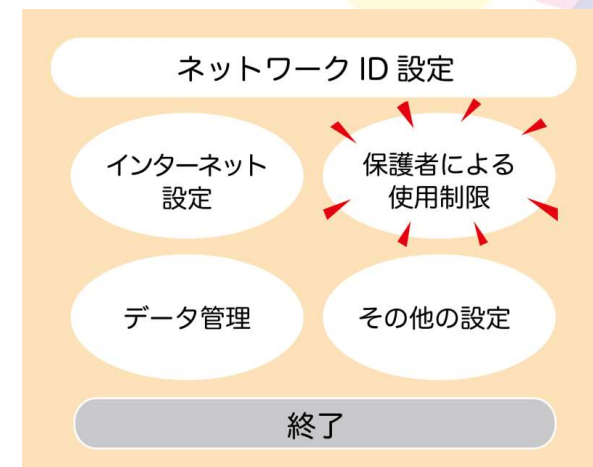 ネットワーク ID 設定
インターネット
設定
保護者による
使用制限
データ管理
その他の設定
終了